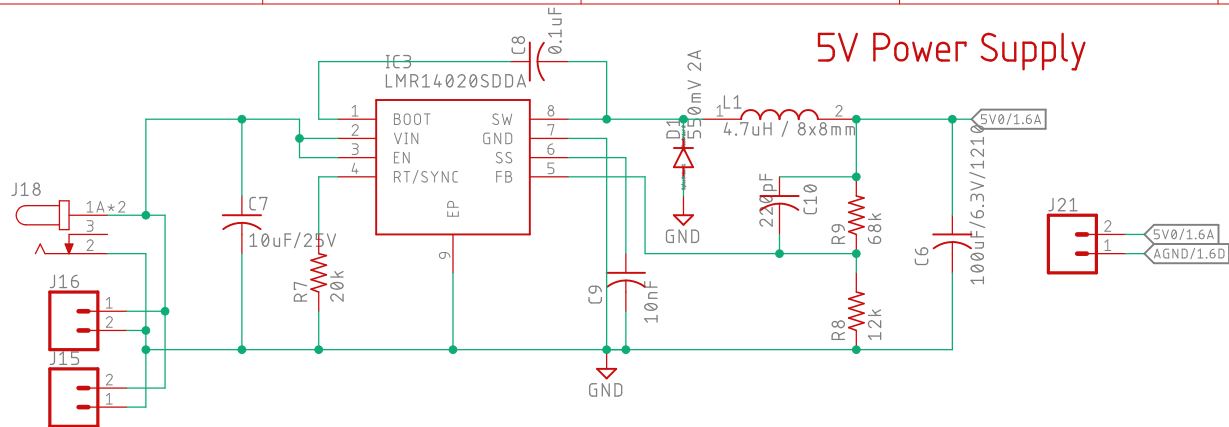 5V Power Supply
C8
0.1uF
IC3
LMR14020SDDA
1
BOOT
SW
8
2
VIN
GND
7
3
EN
SS
6
4
RT/SYNC
FB
5
EP
9
D1
550mV 2A
L1
1
2
4.7uH / 8x8mm
5V0/1.6A
J18
1A*2
3
2
C7
10uF/25V
R7
20k
GND
220pF
C10
R9
68k
C6
100uF/6.3V/1210
J21
2
5V0/1.6A
1
AGND/1.6D
J16
1
2
C9
10nF
R8
12k
J15
2
1
GND